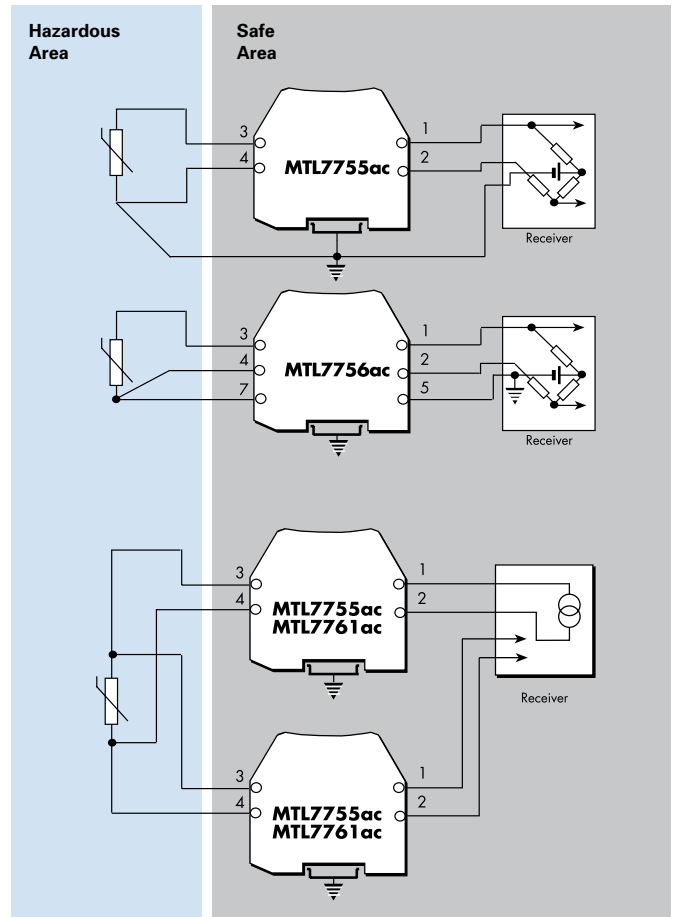 Hazardous
Area
Safe
Area
3
4
MTL7755ac
1
2
Receiver
3
4
7
MTL7756ac
1
2
5
Receiver
3
4
MTL7755ac
MTL7761ac
1
2
Receiver
3
4
MTL7755ac
MTL7761ac
1
2